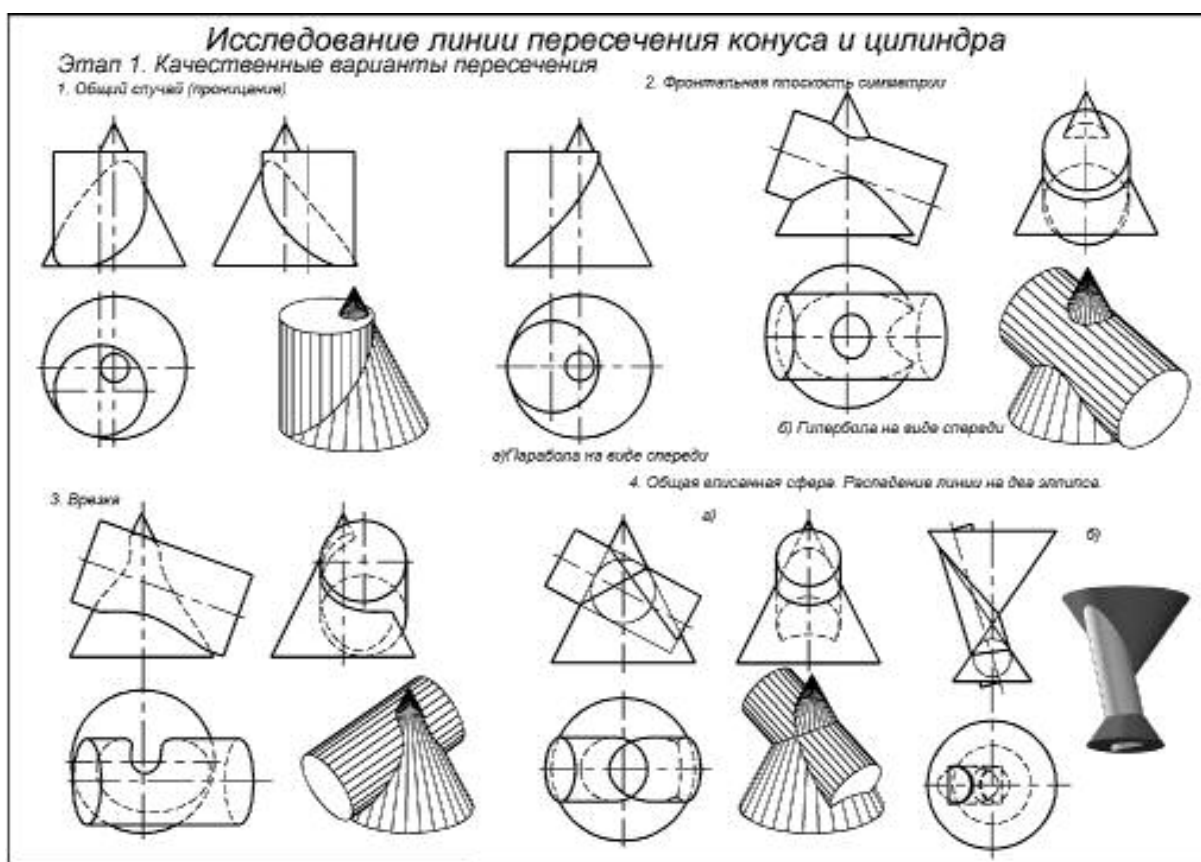 Исследование линии пересечения конуса и цилиндра
Этап 1. Качественные варианты пересечения
1. Общий случай (проницание)
2. Фронтальная плоскость симметрии
а)Парабола на виде спереди
б) Гипербола на виде спереди
3. Врезка
4. Общая вписанная сфера. Распадение линии на два эллипса.
а)
б)